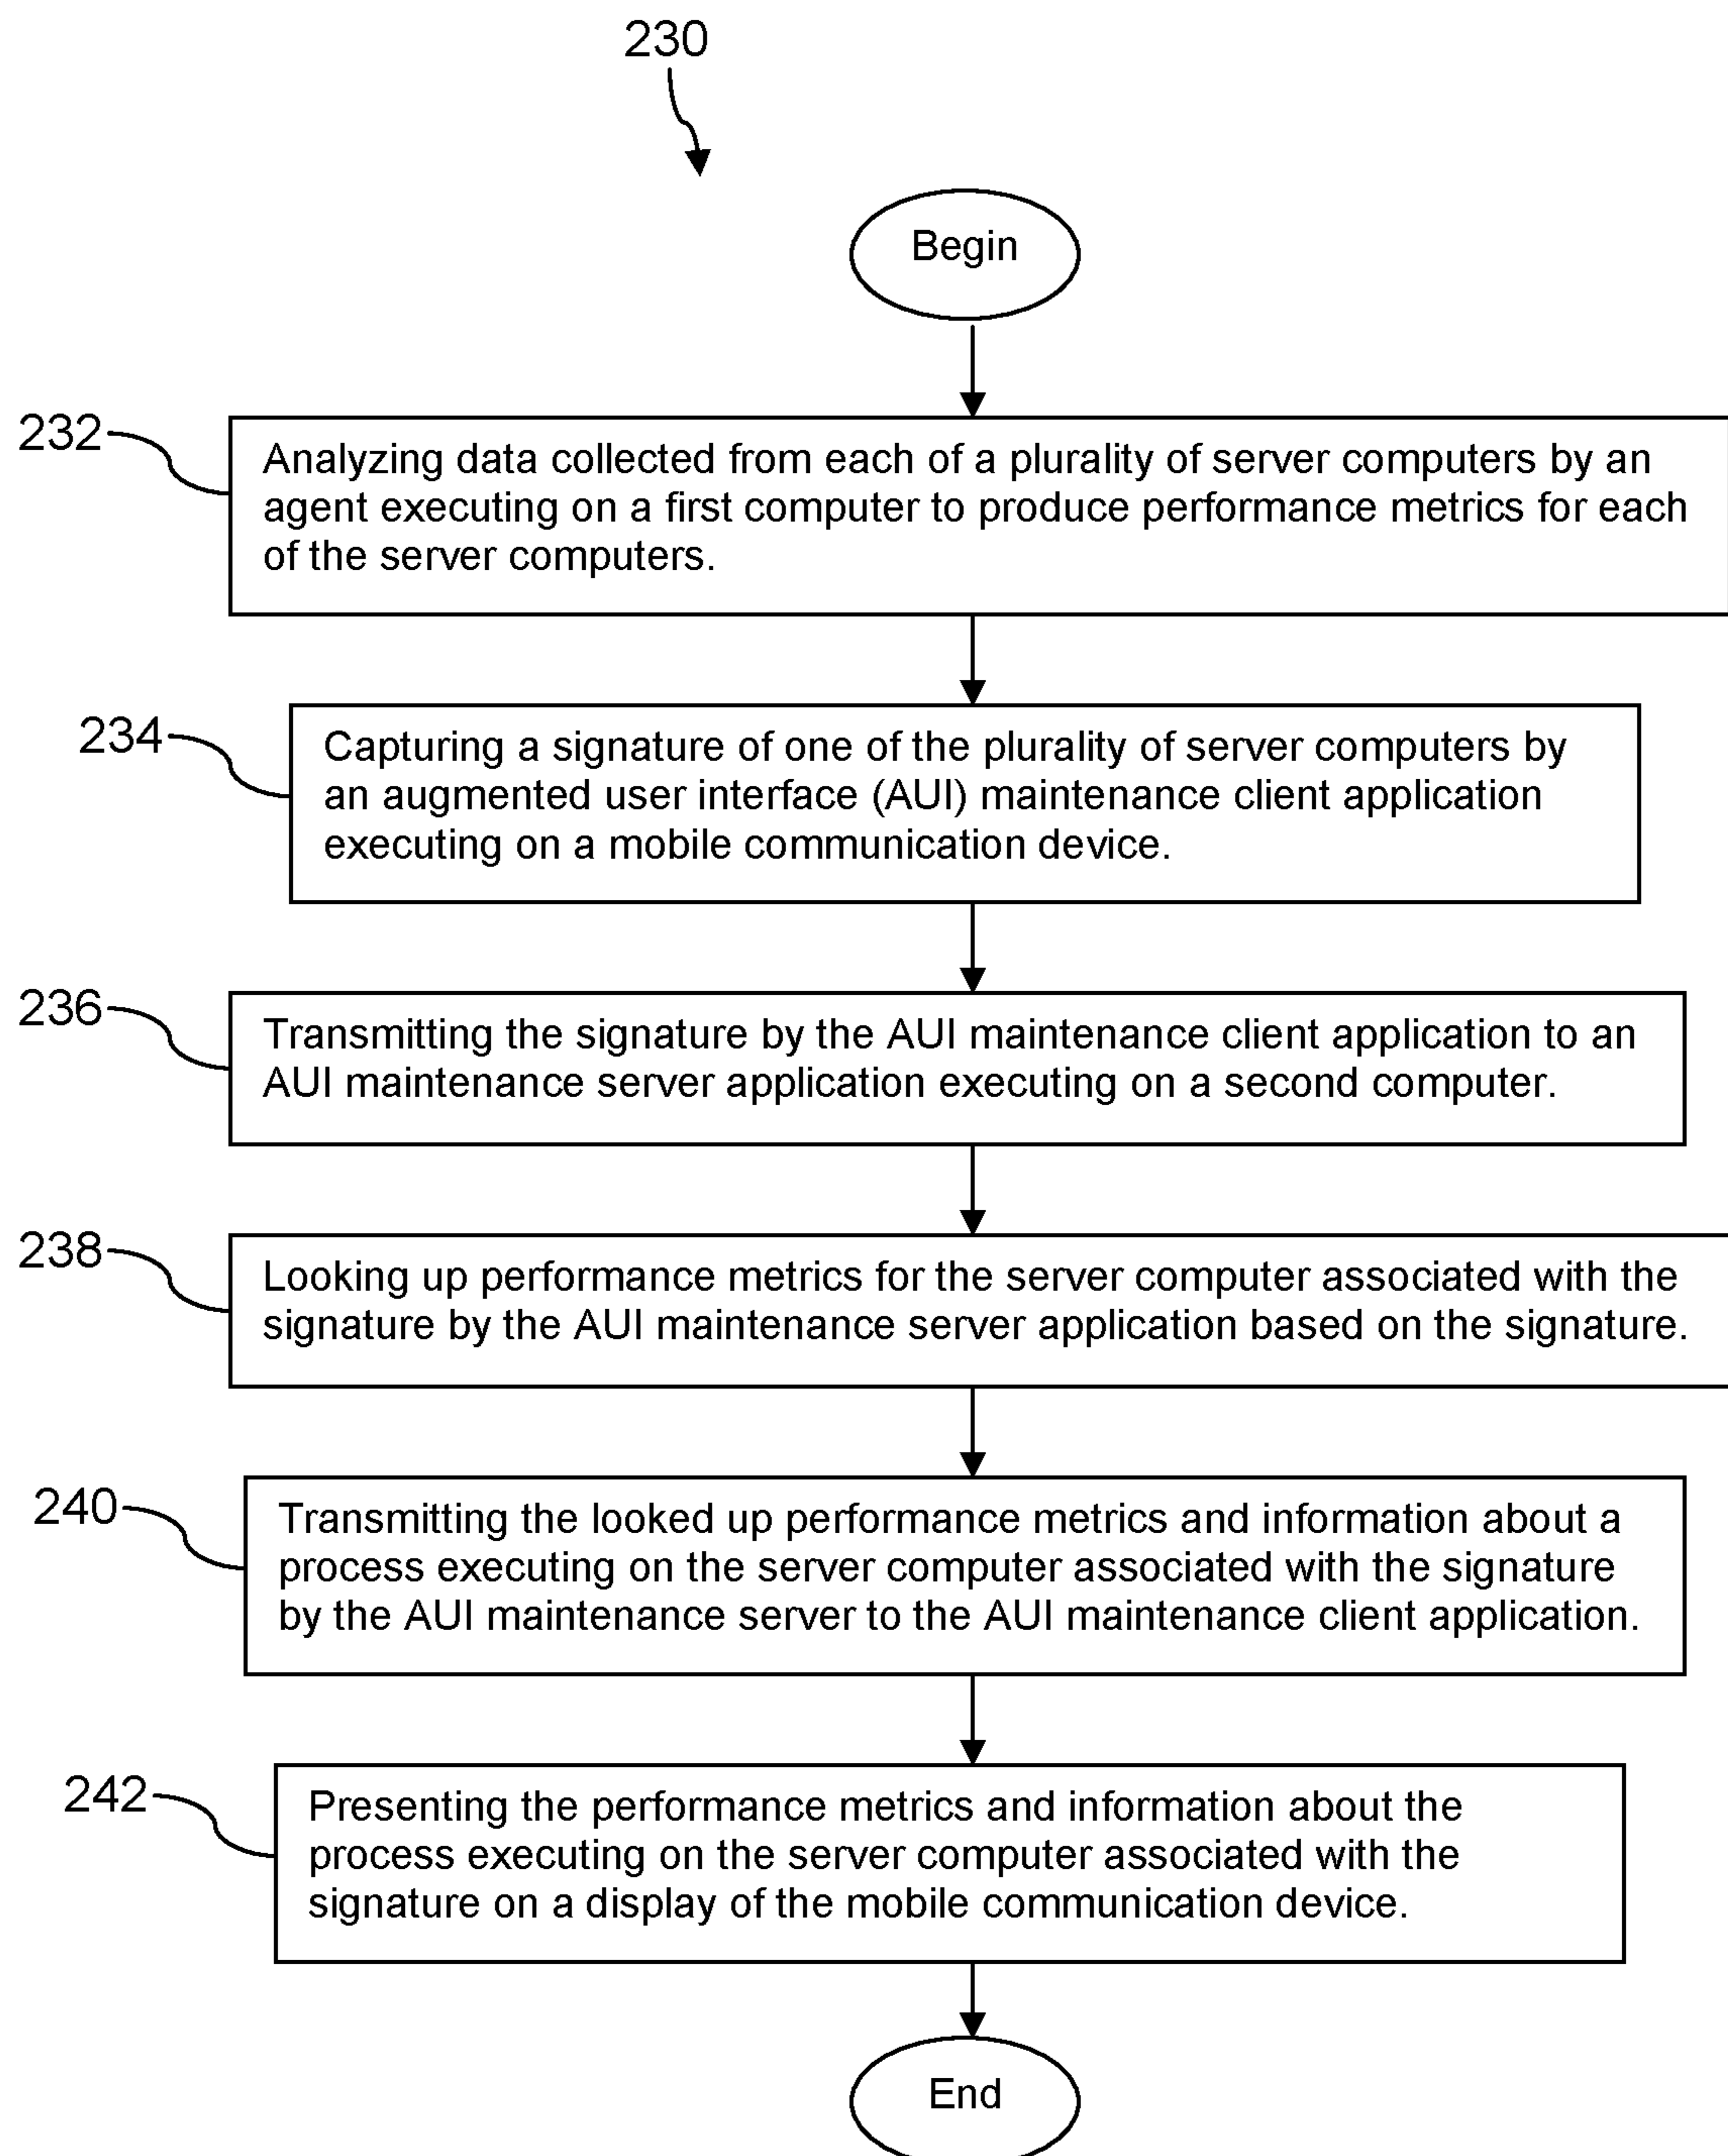 230
Begin
232
Analyzing data collected from each of a plurality of server computers by an
agent executing on a first computer to produce performance metrics for each
of the server computers.
234
Capturing a signature of one of the plurality of server computers by
an augmented user interface (AUI) maintenance client application
executing on a mobile communication device.
236
Transmitting the signature by the AUI maintenance client application to an
AUI maintenance server application executing on a second computer.
238
Looking up performance metrics for the server computer associated with the
signature by the AUI maintenance server application based on the signature.
240
Transmitting the looked up performance metrics and information about a
process executing on the server computer associated with the signature
by the AUI maintenance server to the AUI maintenance client application.
242
Presenting the performance metrics and information about the
process executing on the server computer associated with the
signature on a display of the mobile communication device.
End